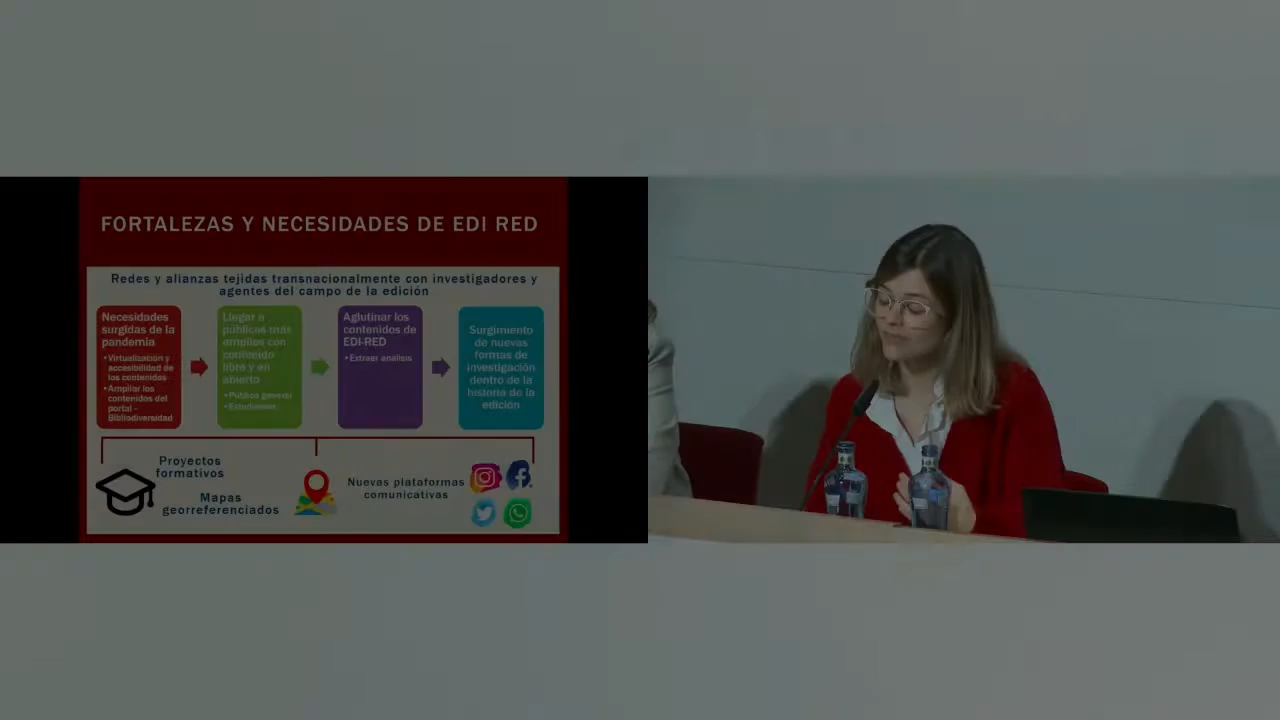 FORTALEZAS Y NECESIDADES DE EDI RED
Redes y alianzas tejidas transnacionalmente con investigadores y
agentes del campo de la edición
Necesidades
surgidas de la
pandemia
• Virtualización y
accesibilidad de
los contenidos
• Ampliar los
contenidos del
portal -
Bibliodiversidad
Llegar a
públicos más
amplios con
contenido
libre y en
abierto
• Público general
• Estudiantes
Aglutinar los
contenidos de
EDI-RED
• Extraer análisis
Surgimiento
de nuevas
formas de
investigación
dentro de la
historia de la
edición
Proyectos
formativos
Mapas
georreferenciados
Nuevas plataformas
comunicativas